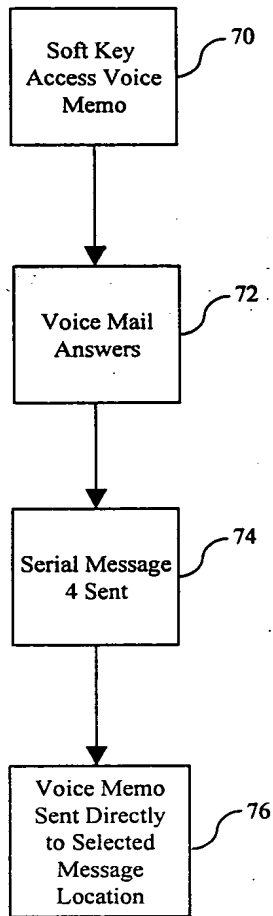 Soft Key
Access Voice
Memo
70
Voice Mail
Answers
72
Serial Message
4 Sent
74
Voice Memo
Sent Directly
to Selected
Message
Location
76